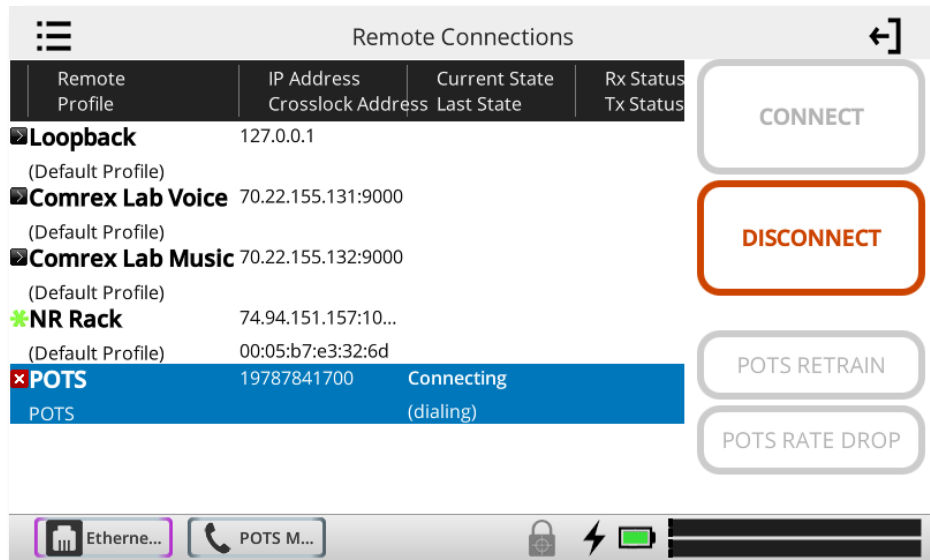 Remote Connections
Remote IP Address Current State Rx Status
Profile Crosslock Address Last State Tx Status
CONNECT
Loopback 127.0.0.1
(Default Profile)
Comrex Lab Voice 70.22.155.131:9000
(Default Profile)
DISCONNECT
Comrex Lab Music 70.22.155.132:9000
(Default Profile)
NR Rack 74.94.151.157:10...
(Default Profile) 00:05:b7:e3:32:6d
POTS RETRAIN
POTS 19787841700 Connecting
POTS (dialing)
POTS RATE DROP
Etherne... POTS M...